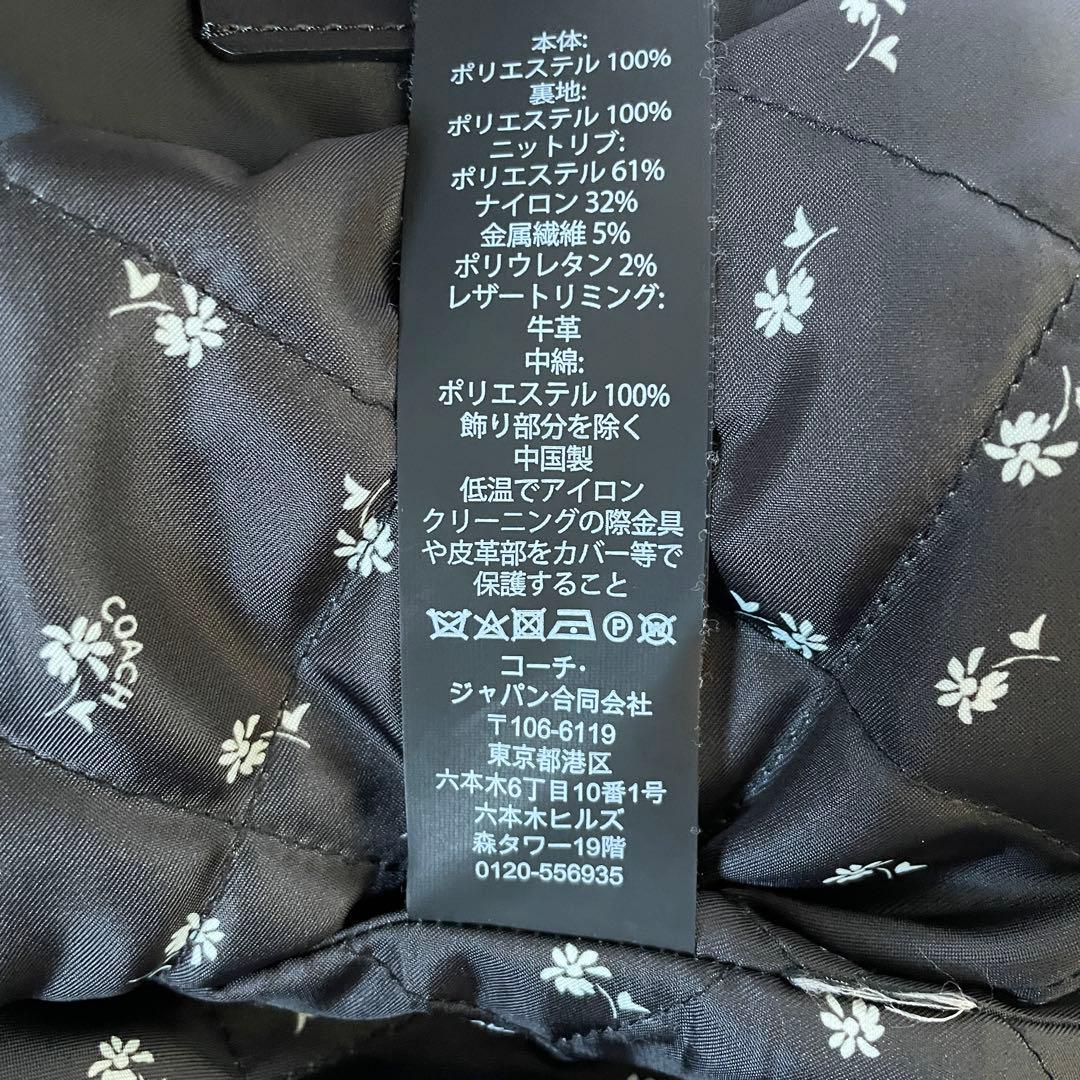 本体:
ポリエステル 100%
裏地:
ポリエステル 100%
ニットリブ:
ポリエステル 61%
ナイロン 32%
金属繊維 5%
ポリウレタン 2%
レザートリミング:
牛革
中綿:
ポリエステル 100%
飾り部分を除く
中国製
低温でアイロン
クリーニングの際金具
や皮革部をカバー等で
保護すること
P W
コーチ・
ジャパン合同会社
〒106-6119
東京都港区
六本木6丁目10番1号
六本木ヒルズ
森タワー19階
0120-556935
COACH